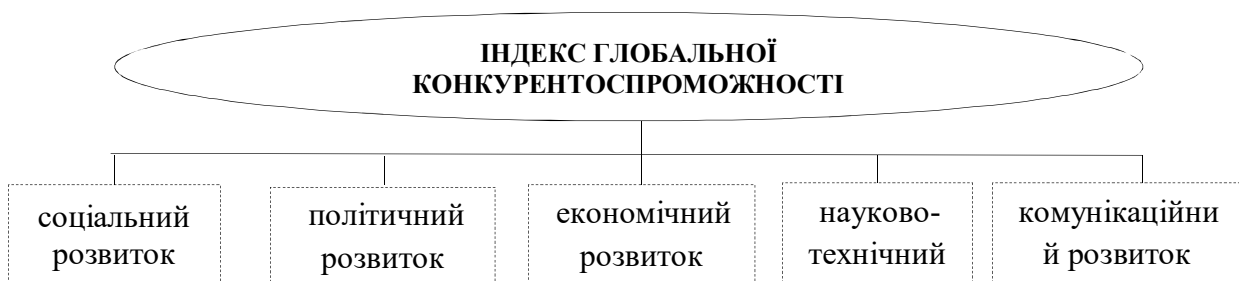 ІНДЕКС ГЛОБАЛЬНОЇ
КОНКУРЕНТОСПРОМОЖНОСТІ
соціальний
розвиток
політичний
розвиток
економічний
розвиток
науково-
технічний
комунікаційни
й розвиток